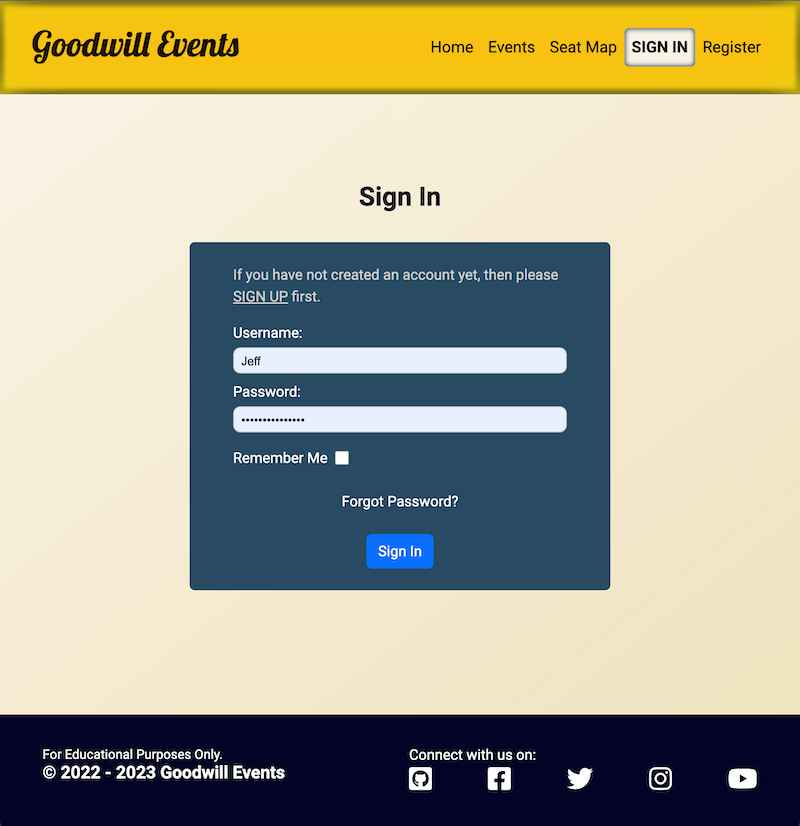 Goodwill Events
Home Events Seat Map SIGN IN Register
Sign In
If you have not created an account yet, then please
SIGN UP first.
Username:
Jeff
Password:
•••••••••••••••
Remember Me
Forgot Password?
Sign In
For Educational Purposes Only.
© 2022 - 2023 Goodwill Events
Connect with us on: